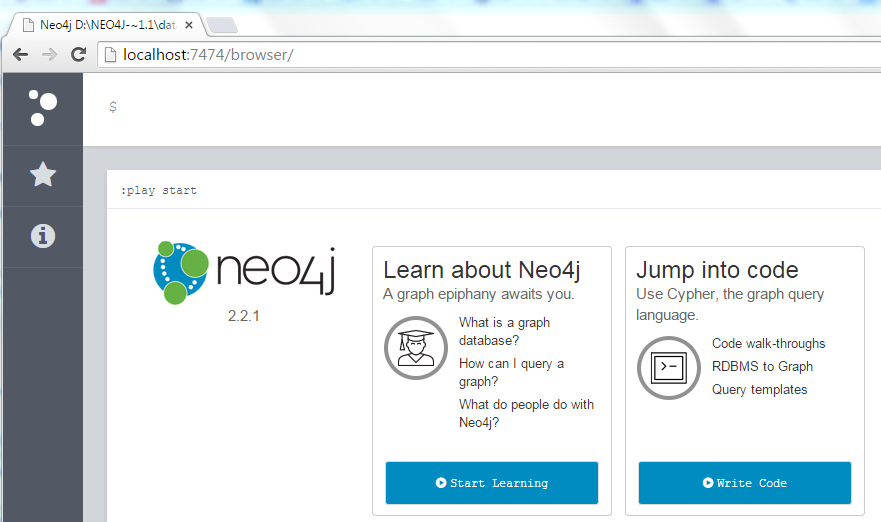 Neo4j D:\NEO4J-~1.1\dat
localhost:7474/browser/
$
:play start
neo4j
2.2.1
Learn about Neo4j
A graph epiphany awaits you.
What is a graph
database?
How can I query a
graph?
What do people do with
Neo4j?
Start Learning
Jump into code
Use Cypher, the graph query
language.
Code walk-throughs
RDBMS to Graph
Query templates
Write Code